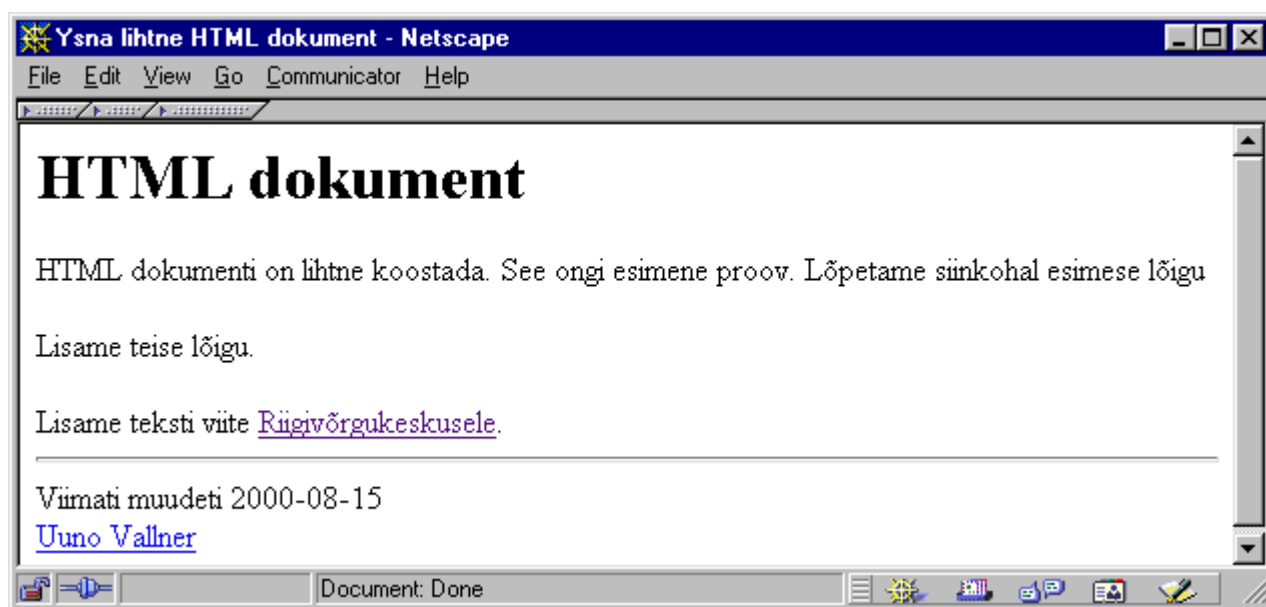 Ysna lihtne HTML dokument - Netscape
File Edit View Go Communicator Help
HTML dokument
HTML dokumenti on lihtne koostada. See ongi esimene proov. Lõpetame siinkohal esimese lõigu
Lisame teise lõigu.
Lisame teksti viite Riigivõrgukeskusele.
Viimati muudeti 2000-08-15
Uuno Vallner
Document: Done